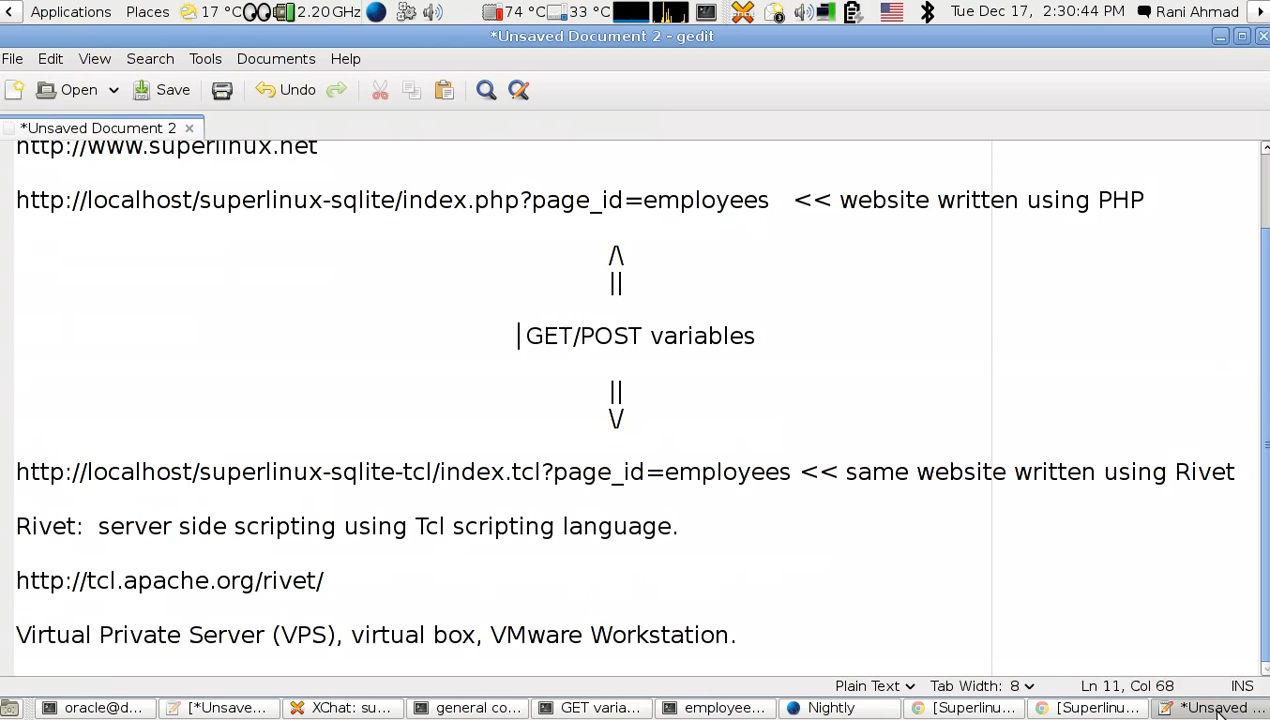 Applications Places 17 °C 2.20 GHz 74 °C 33 °C Tue Dec 17, 2:30:44 PM Rani Ahmad
*Unsaved Document 2 - gedit
File Edit View Search Tools Documents Help
Open Save Undo
*Unsaved Document 2
http://www.superlinux.net
http://localhost/superlinux-sqlite/index.php?page_id=employees << website written using PHP
/\
||
GET/POST variables
||
\/
http://localhost/superlinux-sqlite-tcl/index.tcl?page_id=employees << same website written using Rivet
Rivet: server side scripting using Tcl scripting language.
http://tcl.apache.org/rivet/
Virtual Private Server (VPS), virtual box, VMware Workstation.
Plain Text Tab Width: 8 Ln 11, Col 68 INS
oracle@d... [*Unsave... XChat: su... general co... GET varia... employee... Nightly [Superlinu... [Superlinu... *Unsaved ...